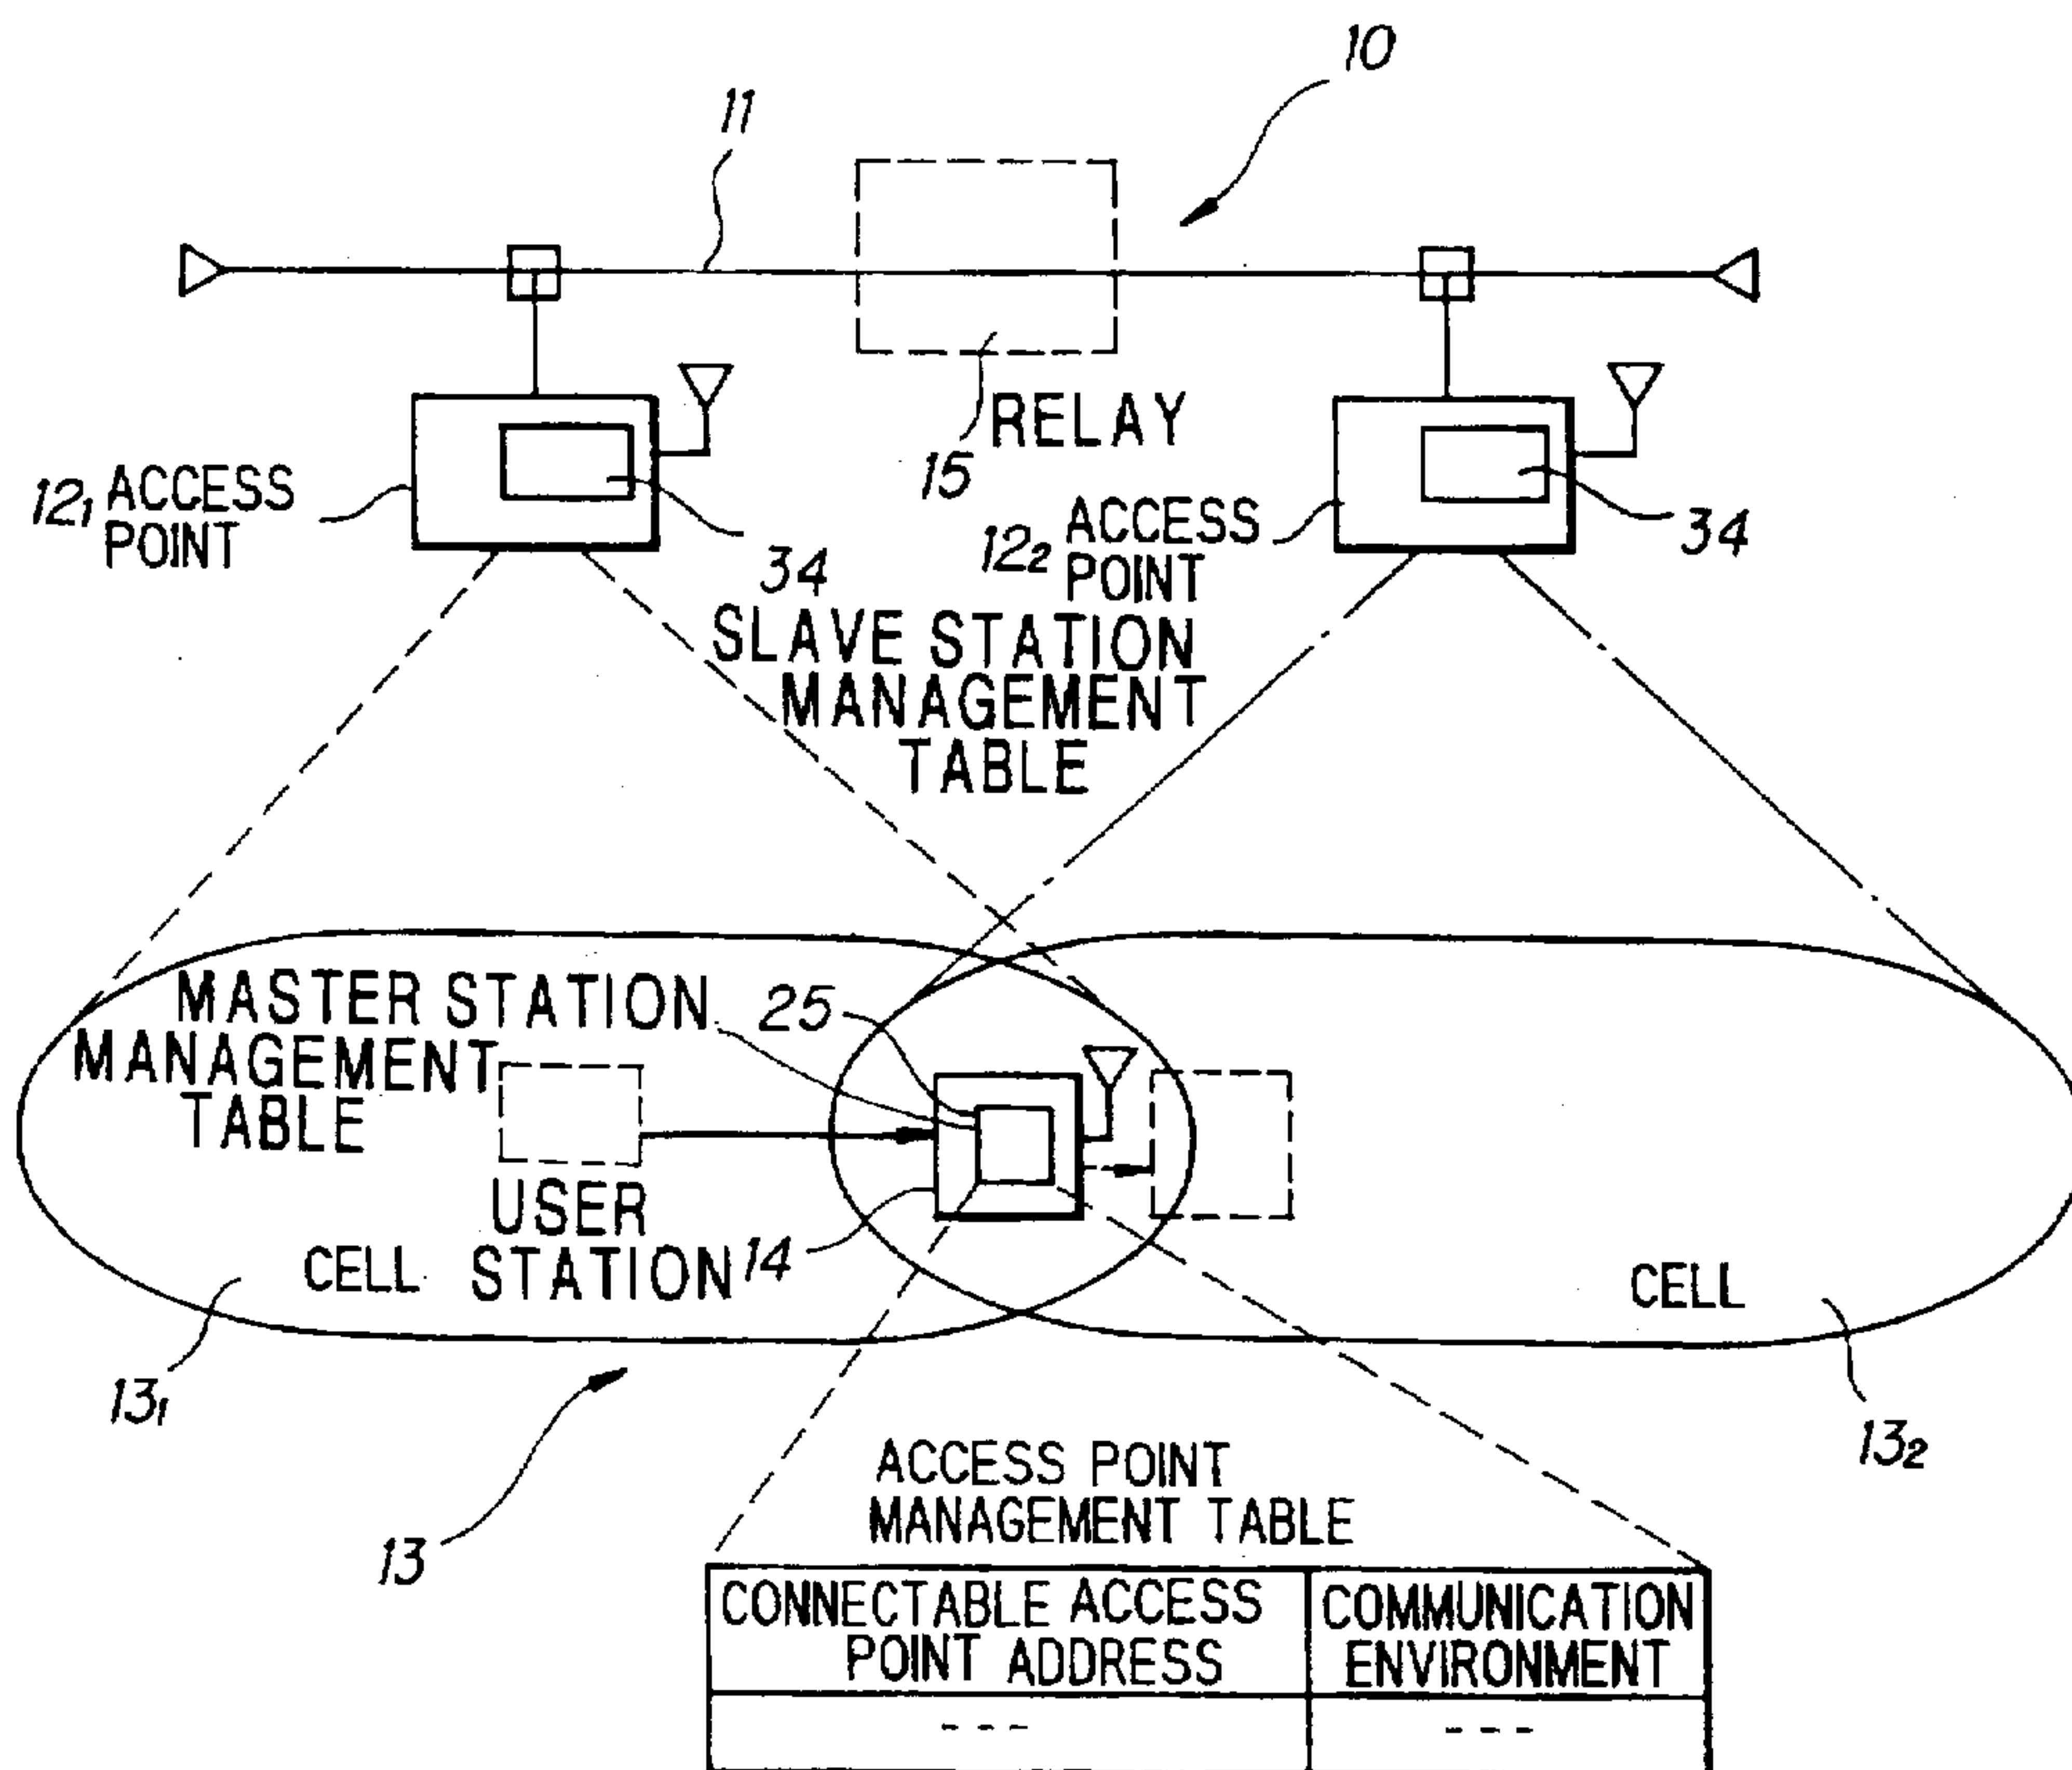 10
11
RELAY
15
12₁ ACCESS
POINT
34
12₂ ACCESS
POINT
34
SLAVE STATION
MANAGEMENT
TABLE
MASTER STATION
MANAGEMENT
TABLE
25
USER
STATION
14
CELL
CELL
13₁
13₂
13
ACCESS POINT
MANAGEMENT TABLE
CONNECTABLE ACCESS
POINT ADDRESS
COMMUNICATION
ENVIRONMENT
---
---